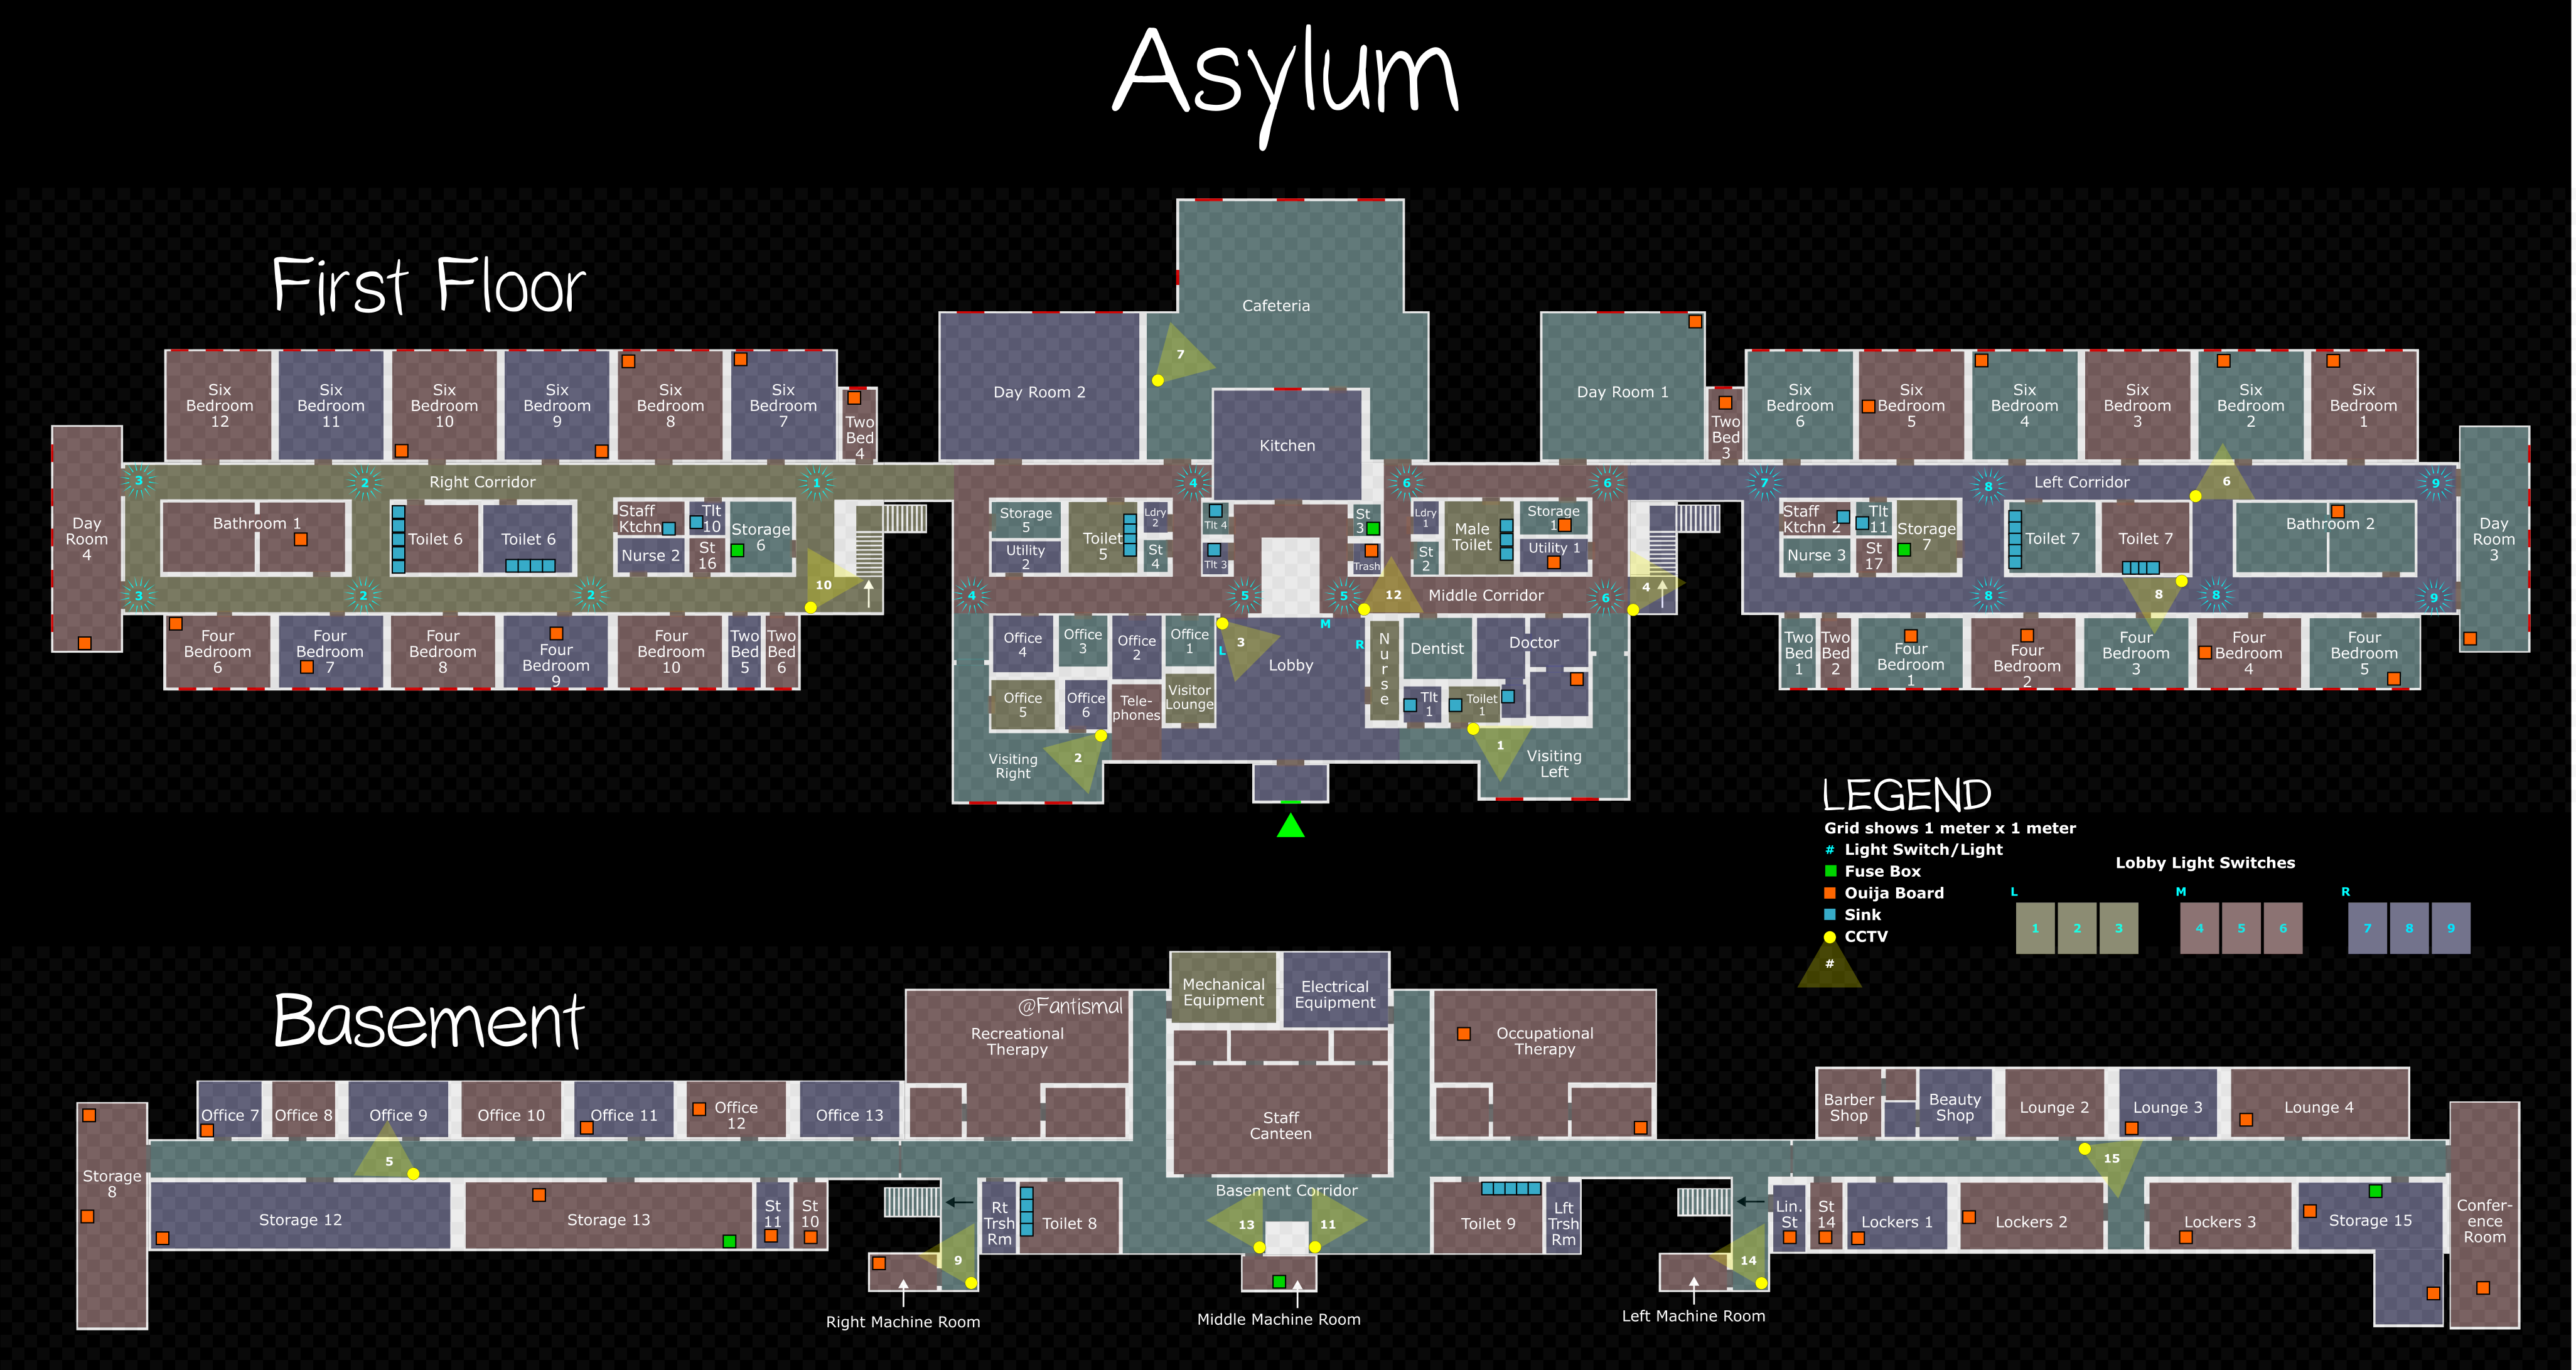 Asylum
First Floor
Cafeteria
7
Day Room 2
Day Room 1
Six
Bedroom
12
Six
Bedroom
11
Six
Bedroom
10
Six
Bedroom
9
Six
Bedroom
8
Six
Bedroom
7
Two
Bed
4
Kitchen
Two
Bed
3
Six
Bedroom
6
Six
Bedroom
5
Six
Bedroom
4
Six
Bedroom
3
Six
Bedroom
2
Six
Bedroom
1
3
2
Right Corridor
1
4
6
6
7
8
Left Corridor
6
9
Day
Room
4
Bathroom 1
Toilet 6
Toilet 6
Staff
Ktchn
Tlt
10
Nurse 2
St
16
Storage
6
Storage
5
Utility
2
Toilet
5
Ldry
2
St
4
Tlt 4
Tlt 3
St
3
Trash
Ldry
1
St
2
Male
Toilet
Storage
1
Utility 1
Staff
Ktchn 2
Tlt
11
Nurse 3
St
17
Storage
7
Toilet 7
Toilet 7
Bathroom 2
Day
Room
3
3
2
2
10
4
5
5
12
Middle Corridor
6
4
8
8
8
9
Four
Bedroom
6
Four
Bedroom
7
Four
Bedroom
8
Four
Bedroom
9
Four
Bedroom
10
Two
Bed
5
Two
Bed
6
Office
4
Office
3
Office
2
Office
1
L
3
M
R
Lobby
Nurse
Dentist
Doctor
Two
Bed
1
Two
Bed
2
Four
Bedroom
1
Four
Bedroom
2
Four
Bedroom
3
Four
Bedroom
4
Four
Bedroom
5
Office
5
Office
6
Tele-
phones
Visitor
Lounge
Tlt
1
Toilet
1
Visiting
Right
2
1
Visiting
Left
LEGEND
Grid shows 1 meter x 1 meter
# Light Switch/Light
Fuse Box
Ouija Board
Sink
CCTV
#
Lobby Light Switches
L M R
1 2 3 4 5 6 7 8 9
Basement
Mechanical
Equipment
Electrical
Equipment
@Fantismal
Recreational
Therapy
Occupational
Therapy
Office 7
Office 8
Office 9
Office 10
Office 11
Office
12
Office 13
Staff
Canteen
Barber
Shop
Beauty
Shop
Lounge 2
Lounge 3
Lounge 4
5
15
Storage
8
Storage 12
Storage 13
St
11
St
10
Rt
Trsh
Rm
Toilet 8
Basement Corridor
13
11
Toilet 9
Lft
Trsh
Rm
Lin.
St
St
14
Lockers 1
Lockers 2
Lockers 3
Storage 15
Confer-
ence
Room
9
14
Right Machine Room
Middle Machine Room
Left Machine Room